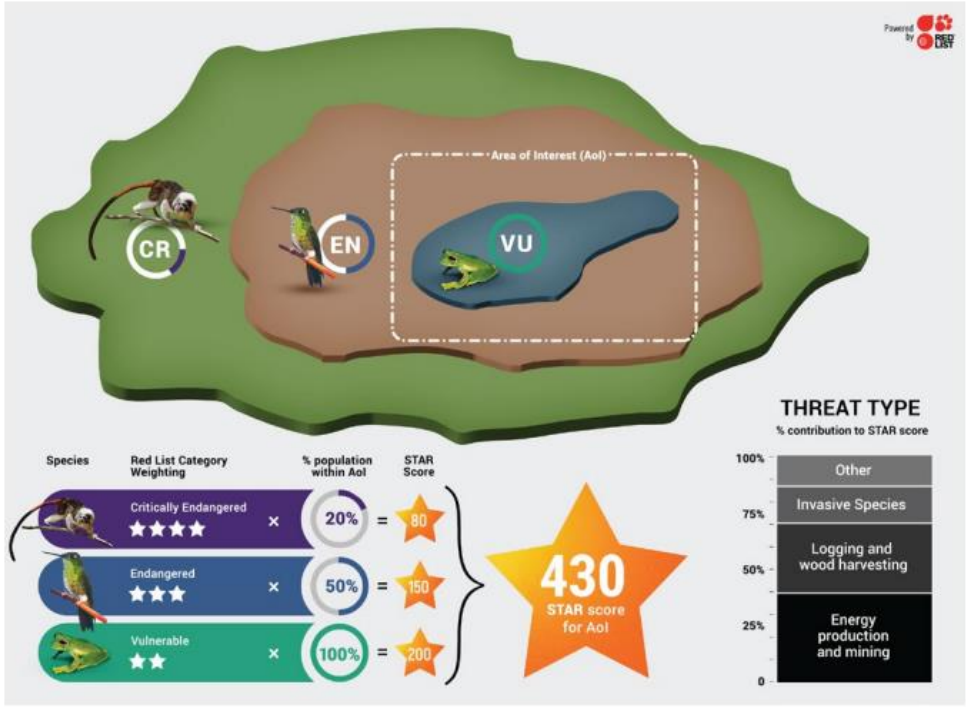 Powered
by
RED
LIST
Area of Interest (AoI)
CR
EN
VU
THREAT TYPE
% contribution to STAR score
100%
75%
50%
25%
0
Other
Invasive Species
Logging and
wood harvesting
Energy
production
and mining
Species
Red List Category
Weighting
% population
within AoI
STAR
Score
Critically Endangered
× 20% = 80
Endangered
× 50% = 150
Vulnerable
× 100% = 200
430
STAR score
for AoI